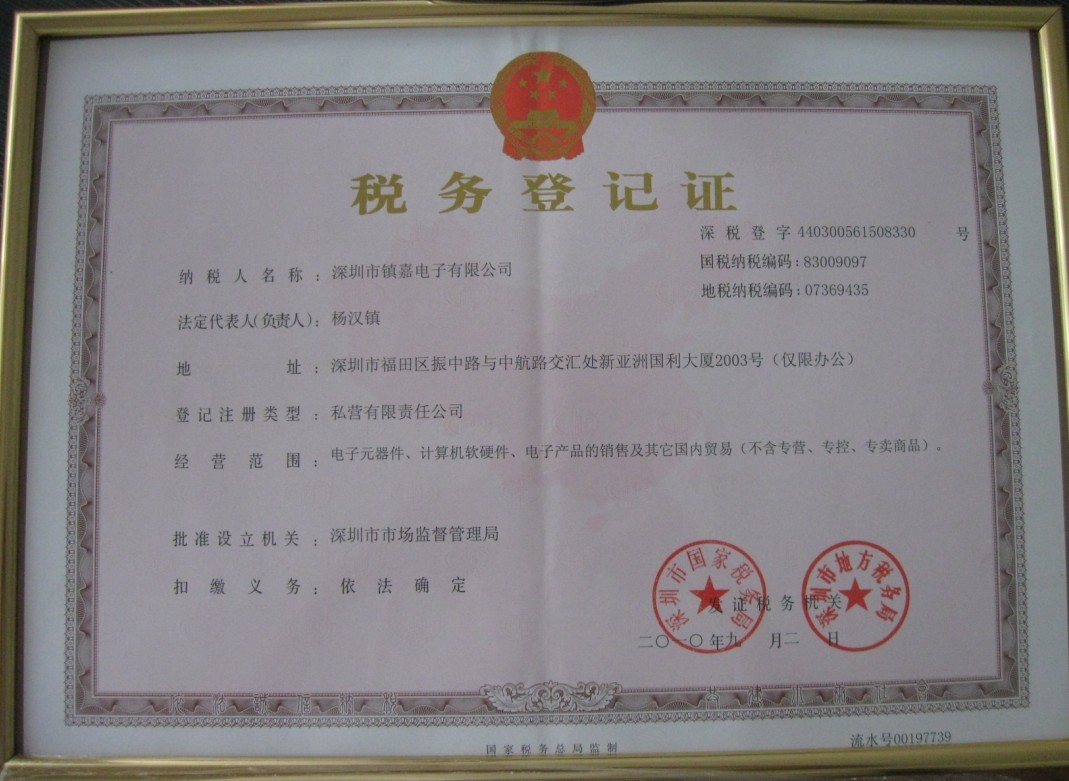 税务登记证
深税登字 440300561508330 号
国税纳税编码：83009097
地税纳税编码：07369435
纳税人名称：深圳市镇嘉电子有限公司
法定代表人（负责人）：杨汉镇
地址：深圳市福田区振中路与中航路交汇处新亚洲国利大厦2003号（仅限办公）
登记注册类型：私营有限责任公司
经营范围：电子元器件、计算机软硬件、电子产品的销售及其它国内贸易（不含专营、专控、专卖商品）。
批准设立机关：深圳市市场监督管理局
扣缴义务：依法确定
深圳市国家税务局
深圳市地方税务局
发证税务机关
二〇一〇年九月二日
国家税务总局监制
流水号00197739